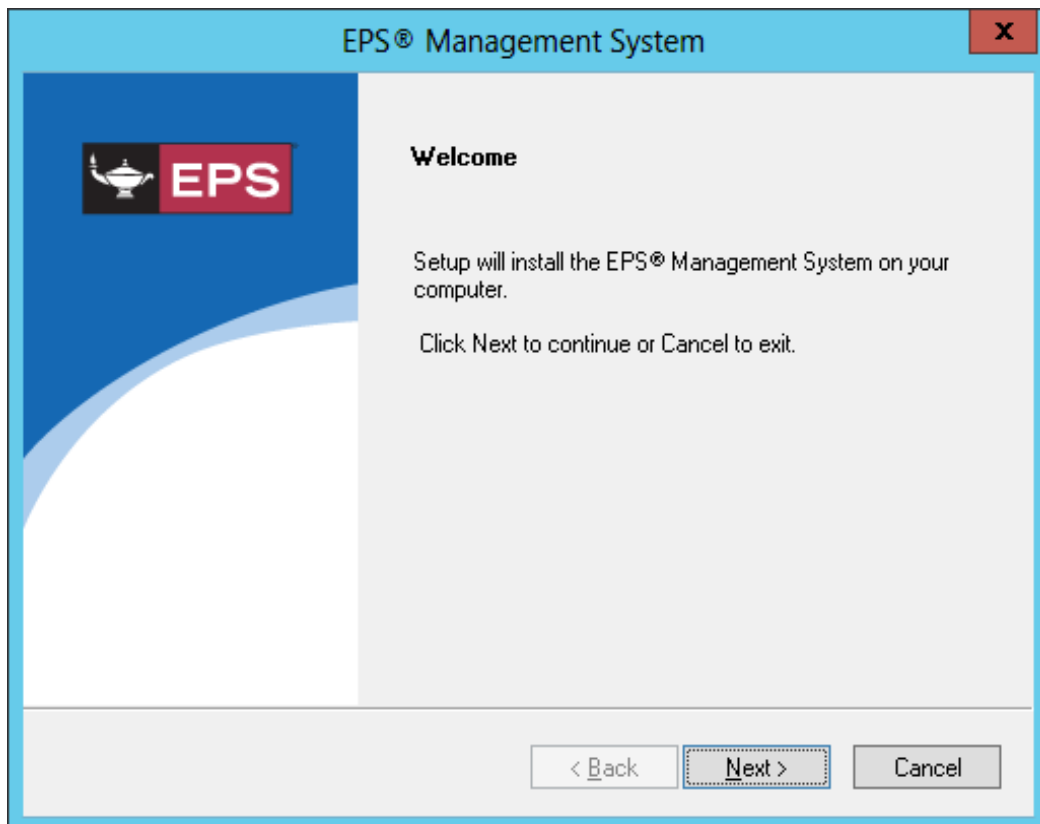 EPS® Management System
x
EPS
Welcome
Setup will install the EPS® Management System on your
computer.
Click Next to continue or Cancel to exit.
< Back
Next >
Cancel